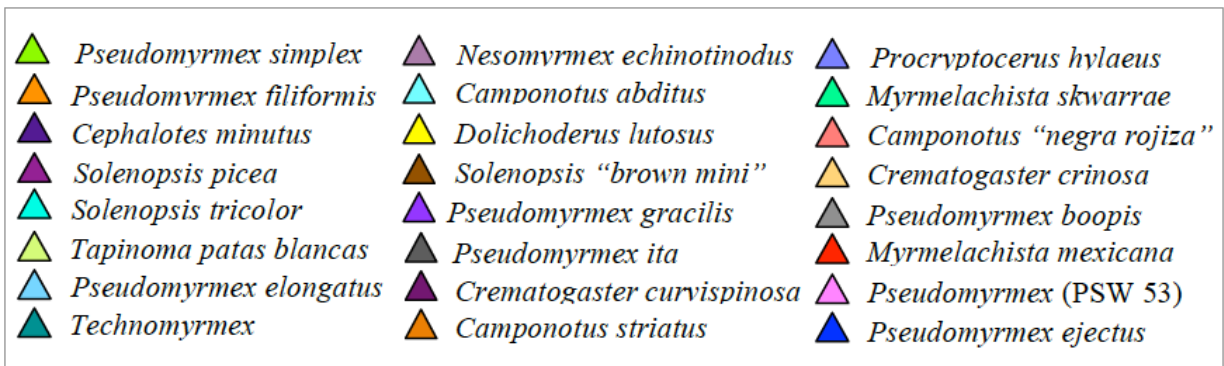 Pseudomyrmex simplex
Pseudomyrmex filiformis
Cephalotes minutus
Solenopsis picea
Solenopsis tricolor
Tapinoma patas blancas
Pseudomyrmex elongatus
Technomyrmex
Nesomyrmex echinotinodus
Camponotus abditus
Dolichoderus lutosus
Solenopsis “brown mini”
Pseudomyrmex gracilis
Pseudomyrmex ita
Crematogaster curvispinosa
Camponotus striatus
Procryptocerus hylaeus
Myrmelachista skwarrae
Camponotus “negra rojiza”
Crematogaster crinosa
Pseudomyrmex boopis
Myrmelachista mexicana
Pseudomyrmex (PSW 53)
Pseudomyrmex ejectus